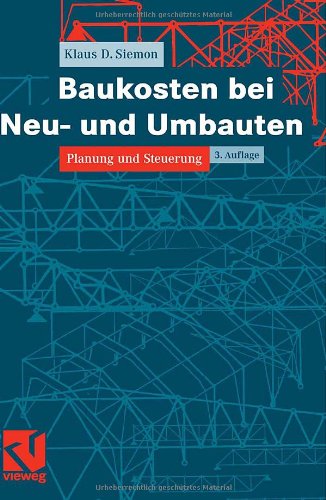 Urheberrechtlich geschütztes Material
Klaus D. Siemon
Baukosten bei
Neu- und Umbauten
Planung und Steuerung
3. Auflage
vieweg
Urheberrechtlich geschütztes Material